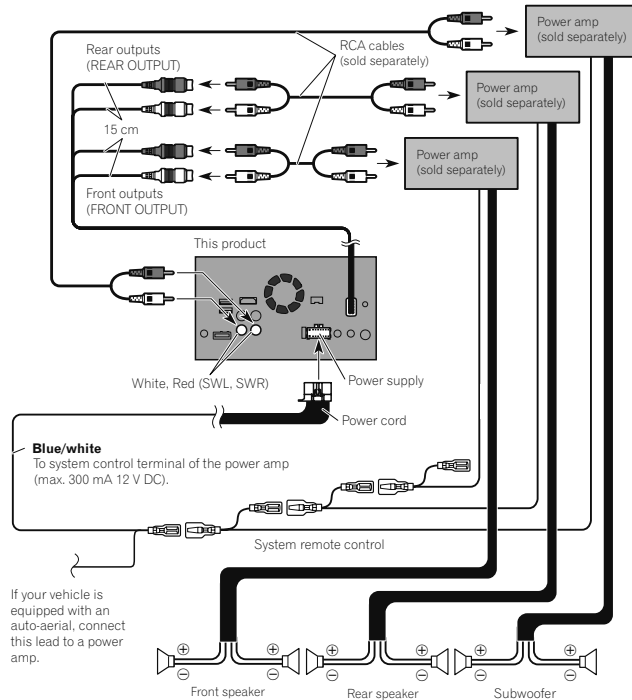 Power amp
(sold separately)
Rear outputs
(REAR OUTPUT)
RCA cables
(sold separately)
Power amp
(sold separately)
15 cm
Power amp
(sold separately)
Front outputs
(FRONT OUTPUT)
This product
White, Red (SWL, SWR)
Power supply
Power cord
Blue/white
To system control terminal of the power amp
(max. 300 mA 12 V DC).
System remote control
If your vehicle is
equipped with an
auto-aerial, connect
this lead to a power
amp.
+ + + + + +
− − − − − −
Front speaker
Rear speaker
Subwoofer